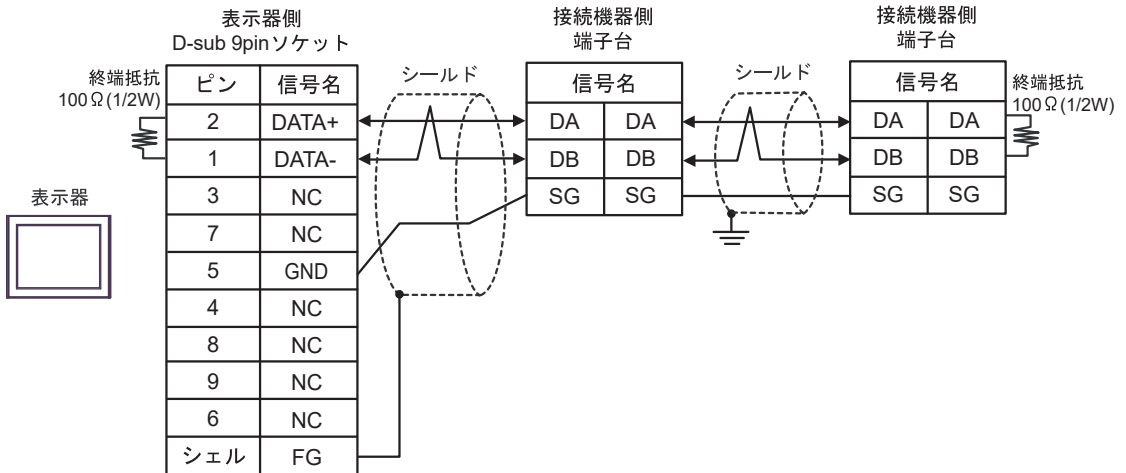 表示器側
D-sub 9pinソケット
接続機器側
端子台
接続機器側
端子台
終端抵抗
100Ω(1/2W)
ピン 信号名
シールド
信号名
シールド
信号名
終端抵抗
100Ω(1/2W)
2 DATA+
DA DA
DA DA
1 DATA-
DB DB
DB DB
表示器
3 NC
SG SG
SG SG
7 NC
5 GND
4 NC
8 NC
9 NC
6 NC
シェル FG